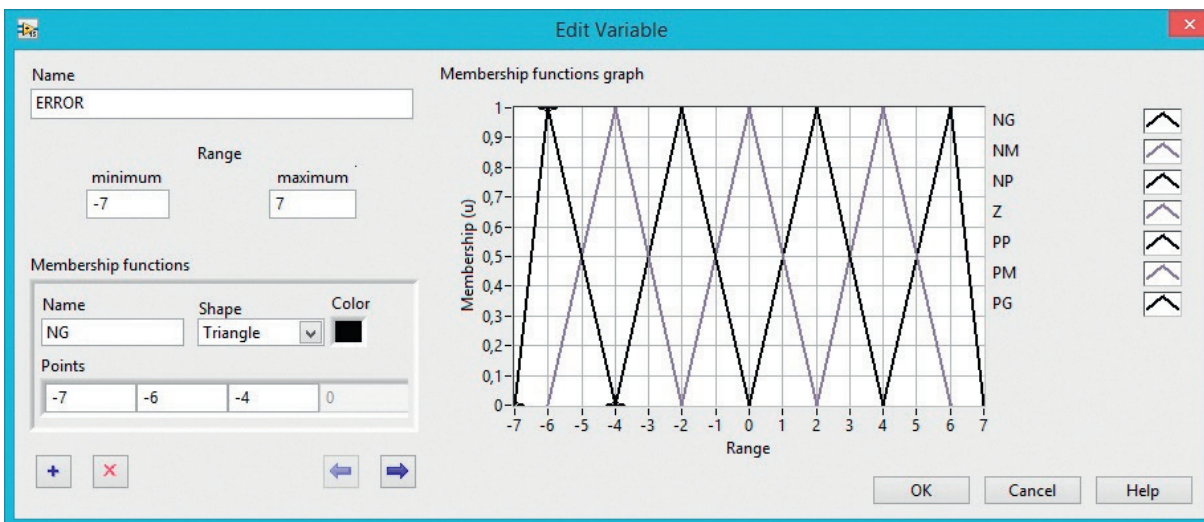 Edit Variable
Name
ERROR
Range
minimum maximum
-7 7
Membership functions
Name Shape Color
NG Triangle
Points
-7 -6 -4 0
Membership functions graph
Membership (u)
1
0,9
0,8
0,7
0,6
0,5
0,4
0,3
0,2
0,1
0
-7 -6 -5 -4 -3 -2 -1 0 1 2 3 4 5 6 7
Range
NG
NM
NP
Z
PP
PM
PG
OK Cancel Help